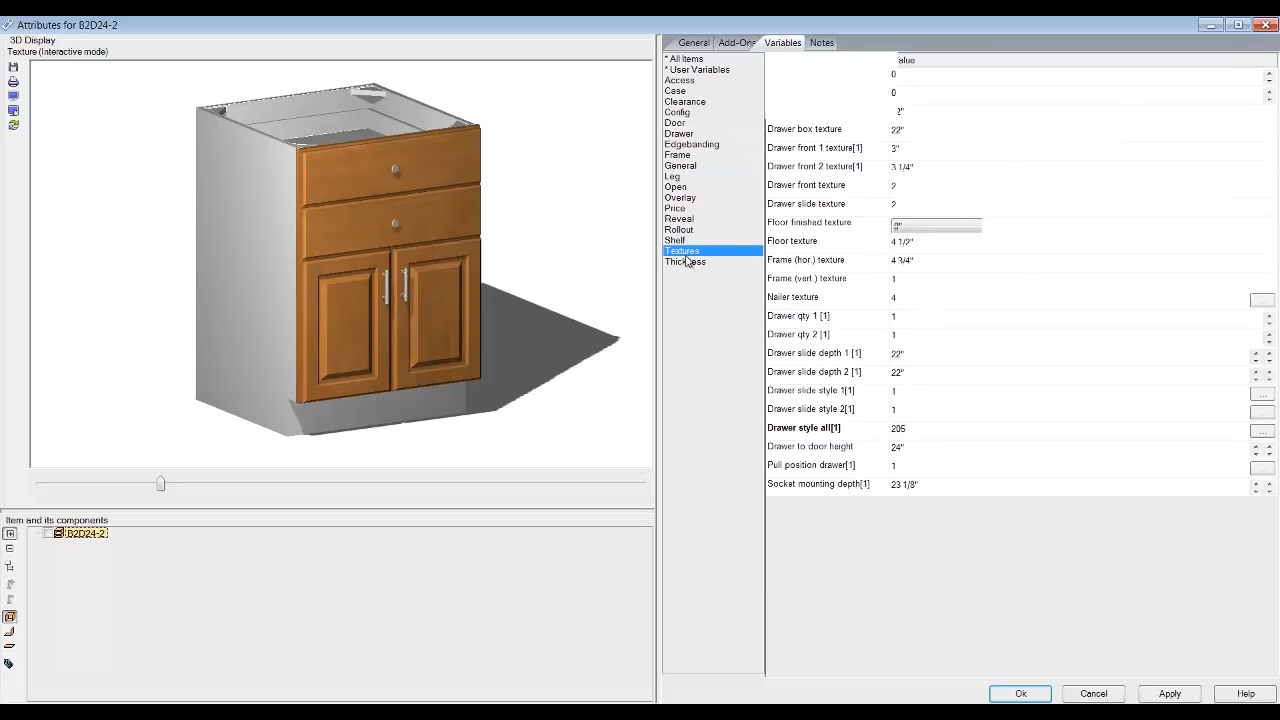 Attributes for B2D24-2
3D Display
Texture (Interactive mode)
General Add-Ons Variables Notes
* All Items
* User Variables
Access
Case
Clearance
Config
Door
Drawer
Edgebanding
Frame
General
Leg
Open
Overlay
Price
Reveal
Rollout
Shelf
Textures
Thickness
alue
0
0
2"
Drawer box texture 22"
Drawer front 1 texture[1] 3"
Drawer front 2 texture[1] 3 1/4"
Drawer front texture 2
Drawer slide texture 2
Floor finished texture 0"
Floor texture 4 1/2"
Frame (hor.) texture 4 3/4"
Frame (vert.) texture 1
Nailer texture 4
Drawer qty 1 [1] 1
Drawer qty 2 [1] 1
Drawer slide depth 1 [1] 22"
Drawer slide depth 2 [1] 22"
Drawer slide style 1[1] 1
Drawer slide style 2[1] 1
Drawer style all[1] 205
Drawer to door height 24"
Pull position drawer[1] 1
Socket mounting depth[1] 23 1/8"
Item and its components
B2D24-2
Ok Cancel Apply Help